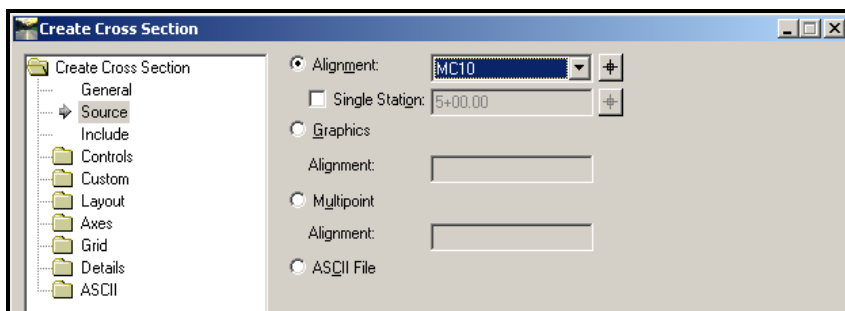 Create Cross Section
Create Cross Section
General
Source
Include
Controls
Custom
Layout
Axes
Grid
Details
ASCII
Alignment: MC10
Single Station: 5+00.00
Graphics
Alignment:
Multipoint
Alignment:
ASCII File